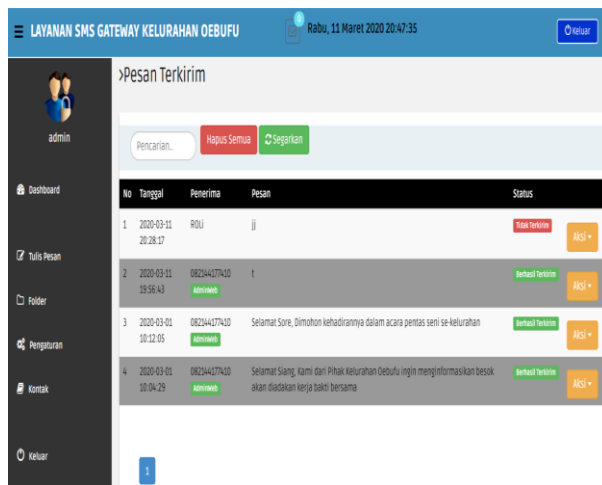 LAYANAN SMS GATEWAY KELURAHAN OEBUFU
0
Rabu, 11 Maret 2020 20:47:35
Keluar
admin
Dashboard
Tulis Pesan
Folder
Pengaturan
Kontak
Keluar
>Pesan Terkirim
Pencarian..
Hapus Semua
Segarkan
No Tanggal Penerima Pesan Status
1 2020-03-11 ROLi jj Tidak Terkirim
20:28:17 Aksi
2 2020-03-11 082144177410 t Berhasil Terkirim
19:56:43 AdminWeb Aksi
3 2020-03-01 082144177410 Selamat Sore, Dimohon kehadirannya dalam acara pentas seni se-kelurahan Berhasil Terkirim
10:12:05 AdminWeb Aksi
4 2020-03-01 082144177410 Selamat Siang, Kami dari Pihak Kelurahan Oebufu ingin menginformasikan besok Berhasil Terkirim
10:04:29 AdminWeb akan diadakan kerja bakti bersama Aksi
1